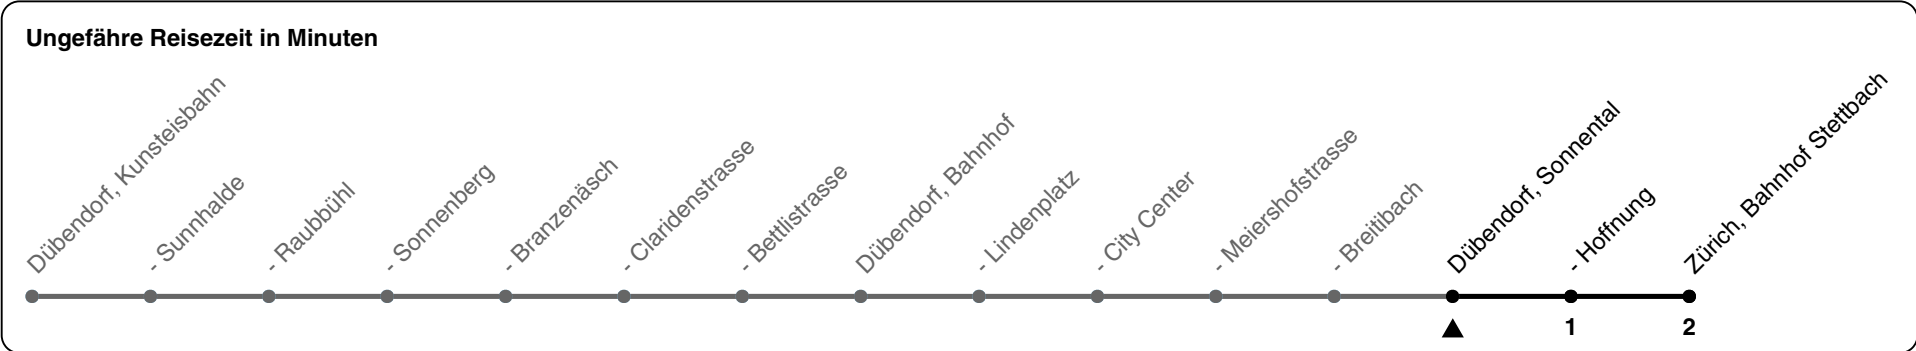 Ungefähre Reisezeit in Minuten
Dübendorf, Kunsteisbahn
- Sunnhalde
- Raubbühl
- Sonnenberg
- Branzenäsch
- Claridenstrasse
- Bettlistrasse
Dübendorf, Bahnhof
- Lindenplatz
- City Center
- Meiershofstrasse
- Breitibach
Dübendorf, Sonnental
- Hoffnung
Zürich, Bahnhof Stettbach
1
2